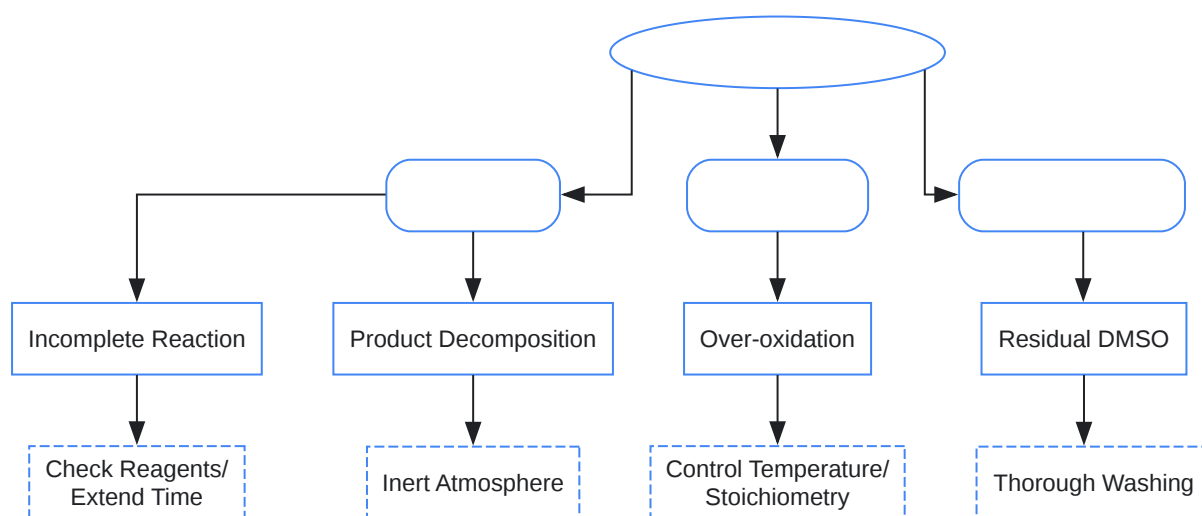 Incomplete Reaction
Product Decomposition
Over-oxidation
Residual DMSO
Check Reagents/
Extend Time
Inert Atmosphere
Control Temperature/
Stoichiometry
Thorough Washing